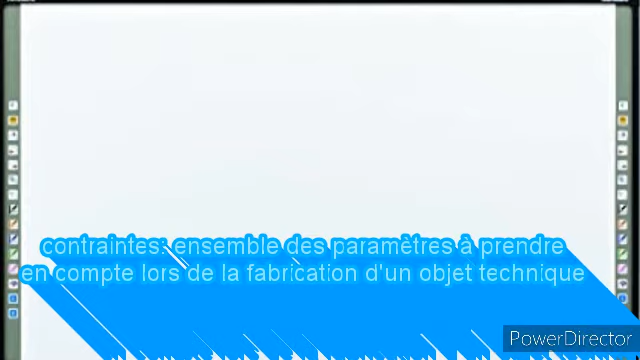 contraintes: ensemble des paramètres à prendre
en compte lors de la fabrication d'un objet technique
PowerDirector